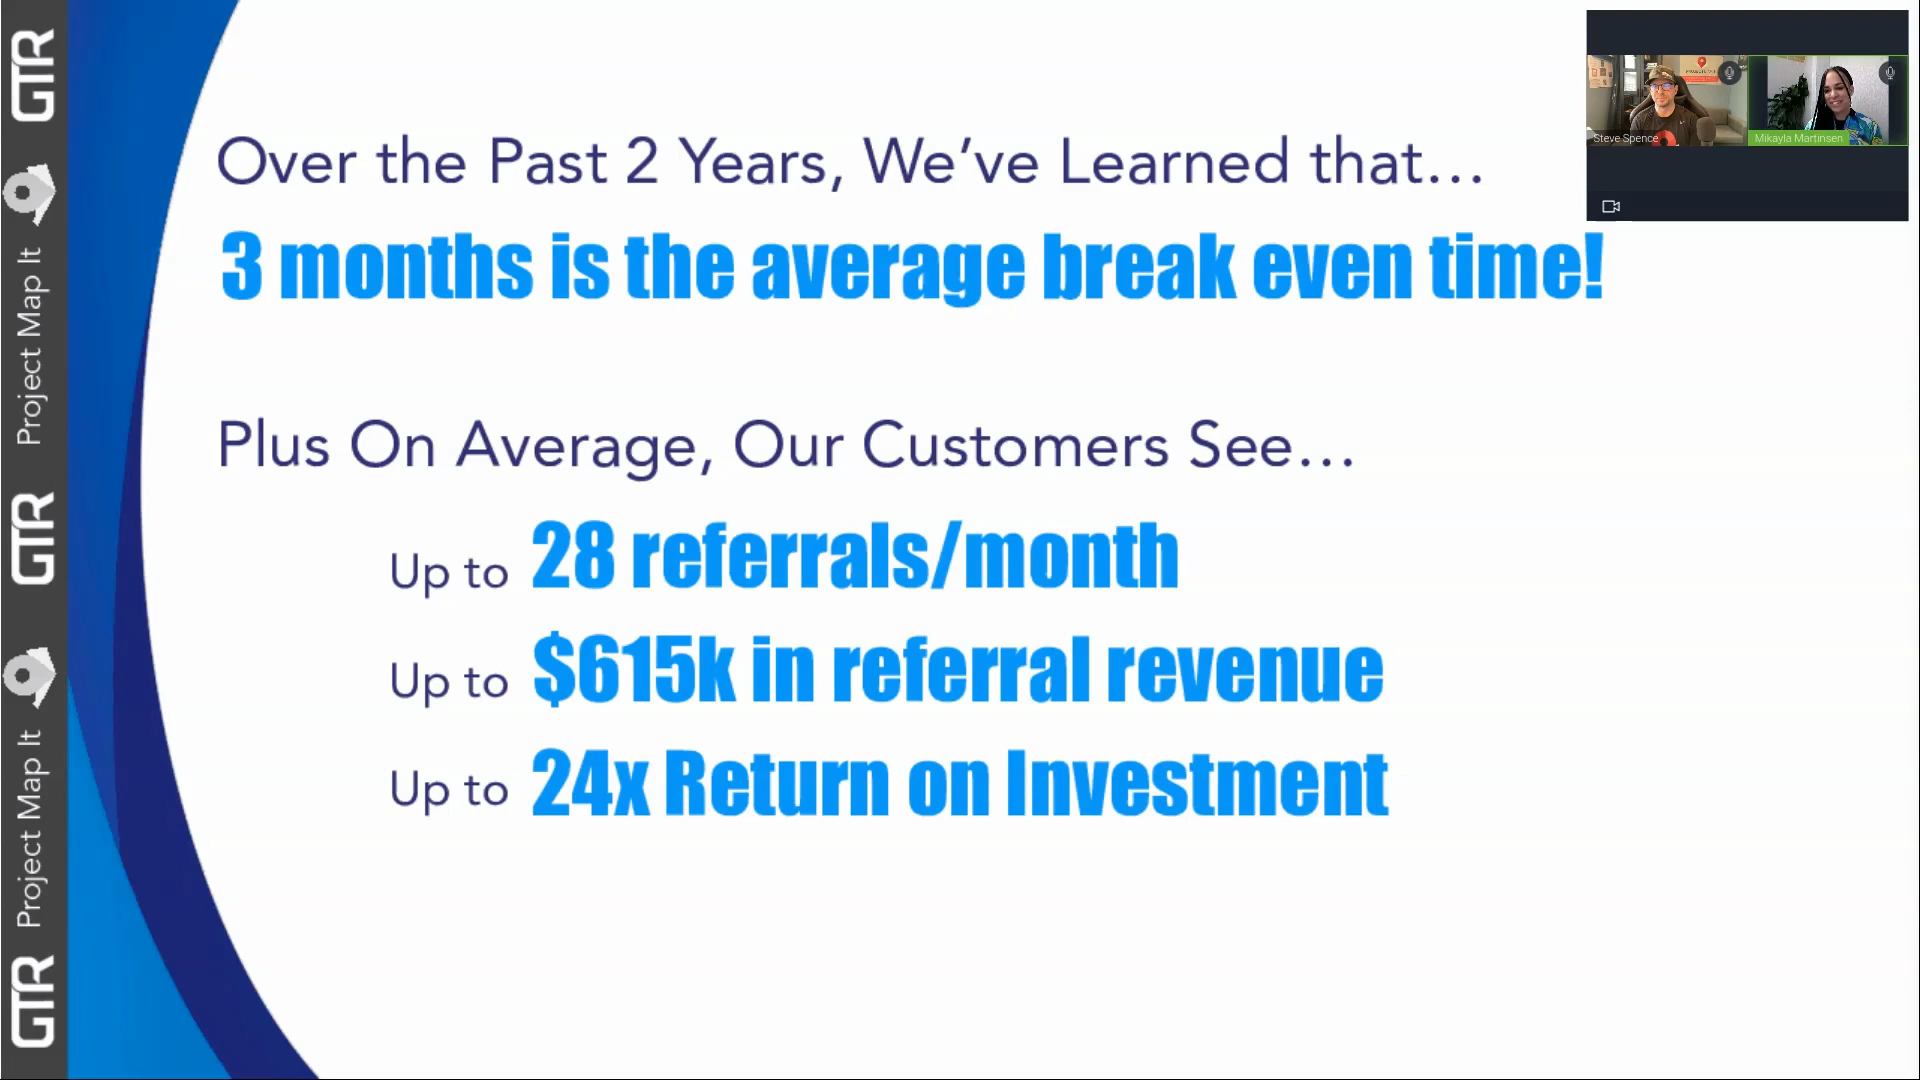 Over the Past 2 Years, We've Learned that...
3 months is the average break even time!
Plus On Average, Our Customers See...
Up to 28 referrals/month
Up to $615k in referral revenue
Up to 24x Return on Investment
GTR
Project Map It
GTR
Project Map It
GTR
Steve Spence
Mikayla Martinsen